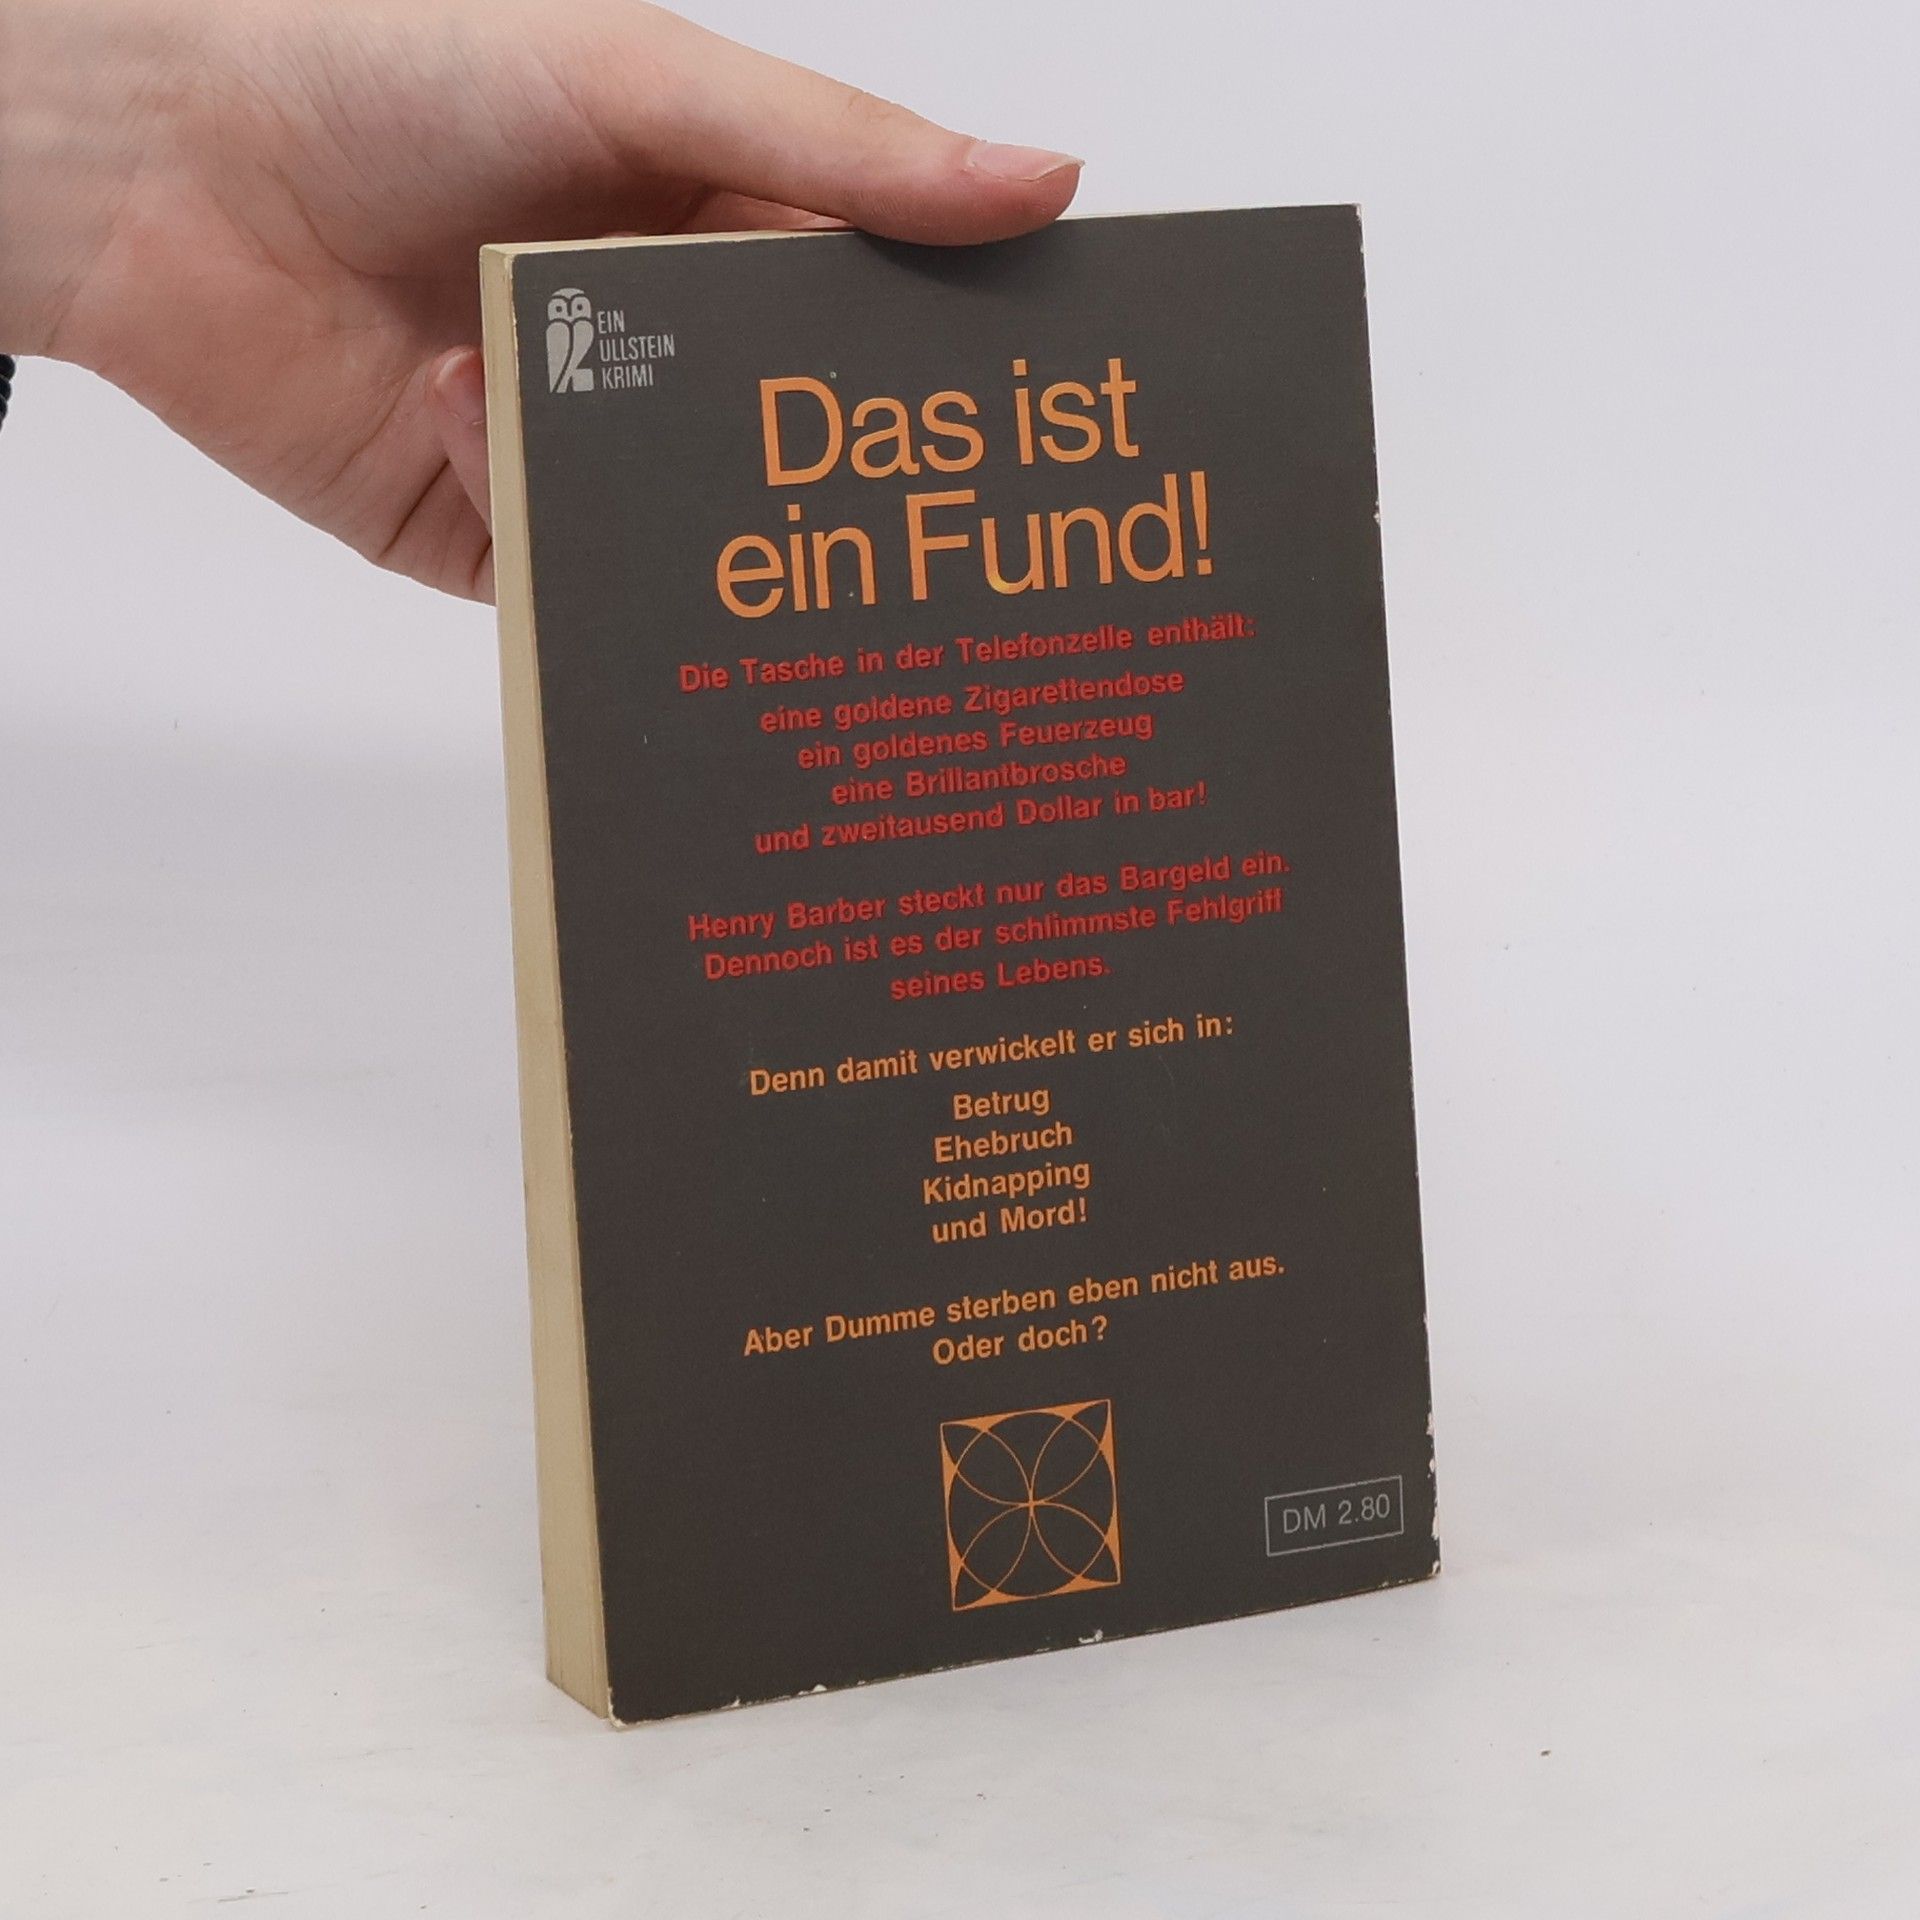 EIN
ULLSTEIN
KRIMI
Das ist
ein Fund!
Die Tasche in der Telefonzelle enthält:
eine goldene Zigarettendose
ein goldenes Feuerzeug
eine Brillantbrosche
und zweitausend Dollar in bar!
Henry Barber steckt nur das Bargeld ein.
Dennoch ist es der schlimmste Fehlgriff
seines Lebens.
Denn damit verwickelt er sich in:
Betrug
Ehebruch
Kidnapping
und Mord!
Aber Dumme sterben eben nicht aus.
Oder doch?
DM 2.80